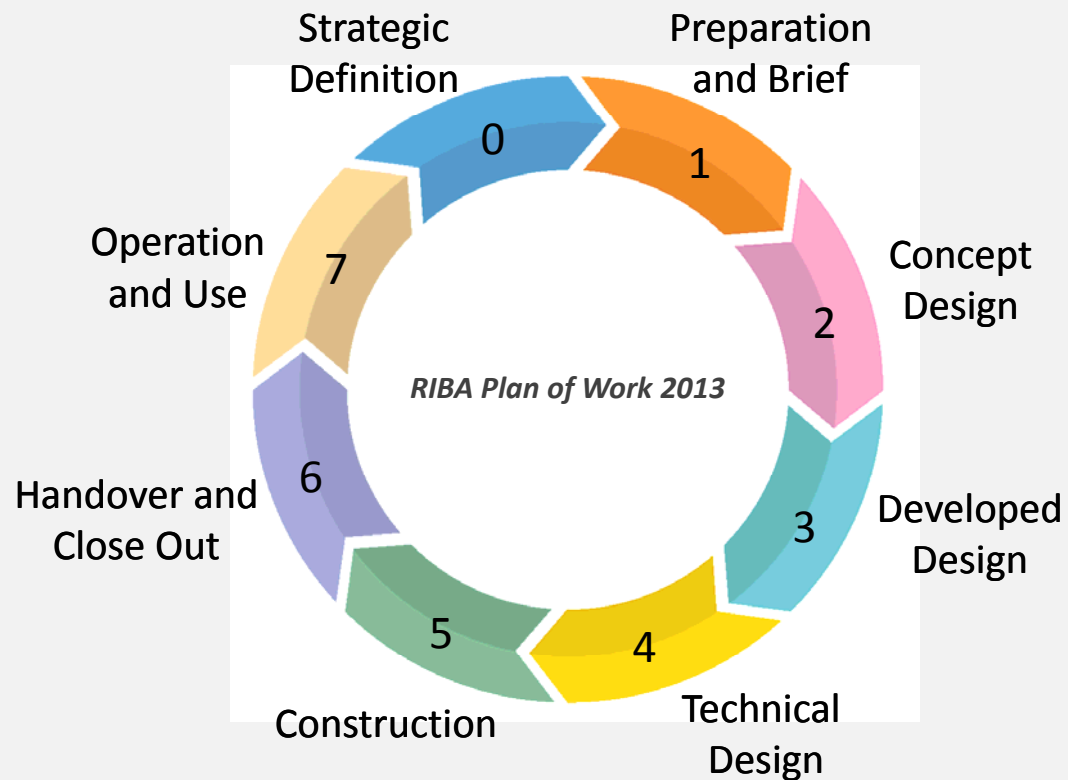 Strategic
Definition
0
Preparation
and Brief
1
Concept
Design
2
Developed
Design
3
Technical
Design
4
Construction
5
Handover and
Close Out
6
Operation
and Use
7
RIBA Plan of Work 2013